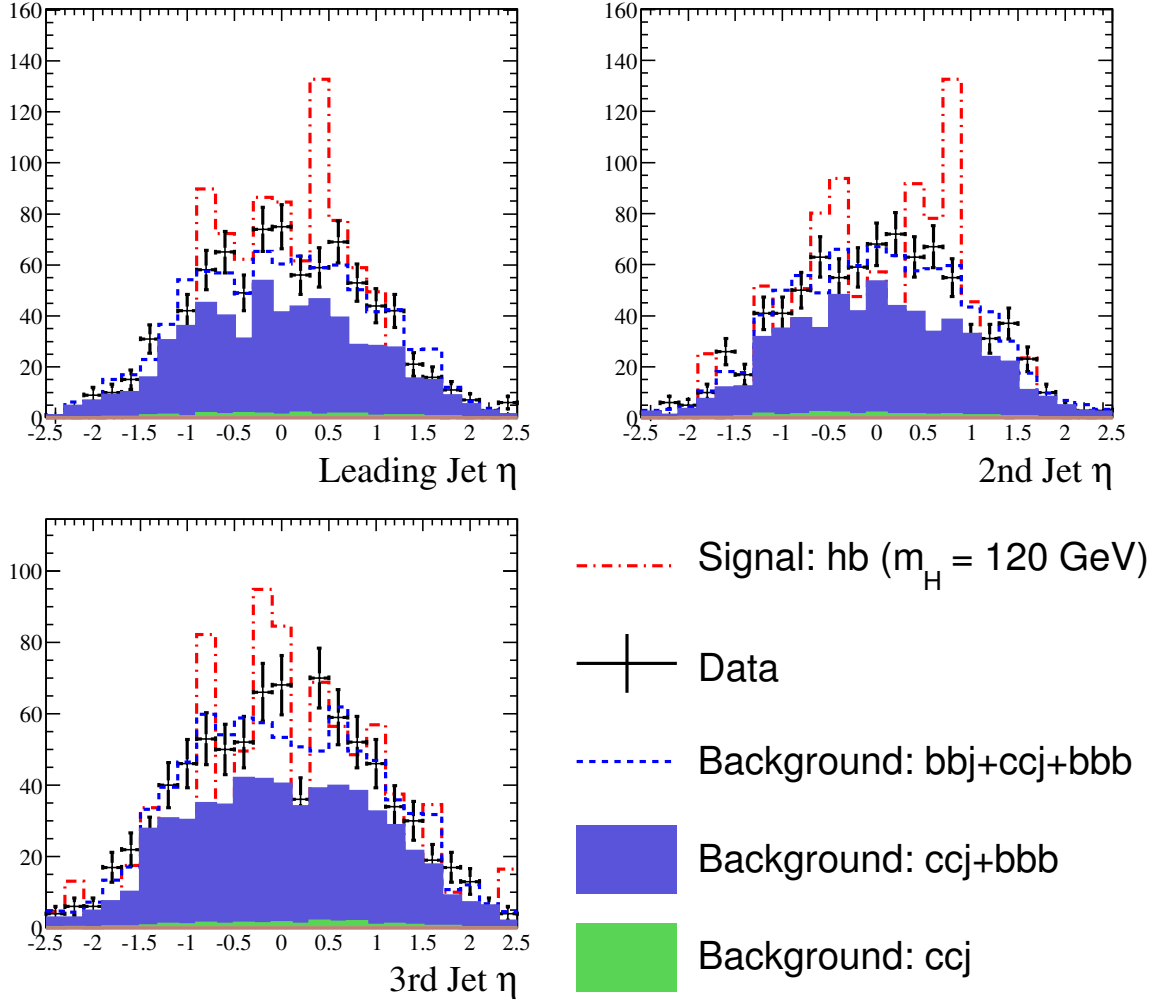 160
140
120
100
80
60
40
20
0
-2.5 -2 -1.5 -1 -0.5 0 0.5 1 1.5 2 2.5
Leading Jet η
160
140
120
100
80
60
40
20
0
-2.5 -2 -1.5 -1 -0.5 0 0.5 1 1.5 2 2.5
2nd Jet η
100
80
60
40
20
0
-2.5 -2 -1.5 -1 -0.5 0 0.5 1 1.5 2 2.5
3rd Jet η
Signal: hb (m_H = 120 GeV)
Data
Background: bbj+ccj+bbb
Background: ccj+bbb
Background: ccj